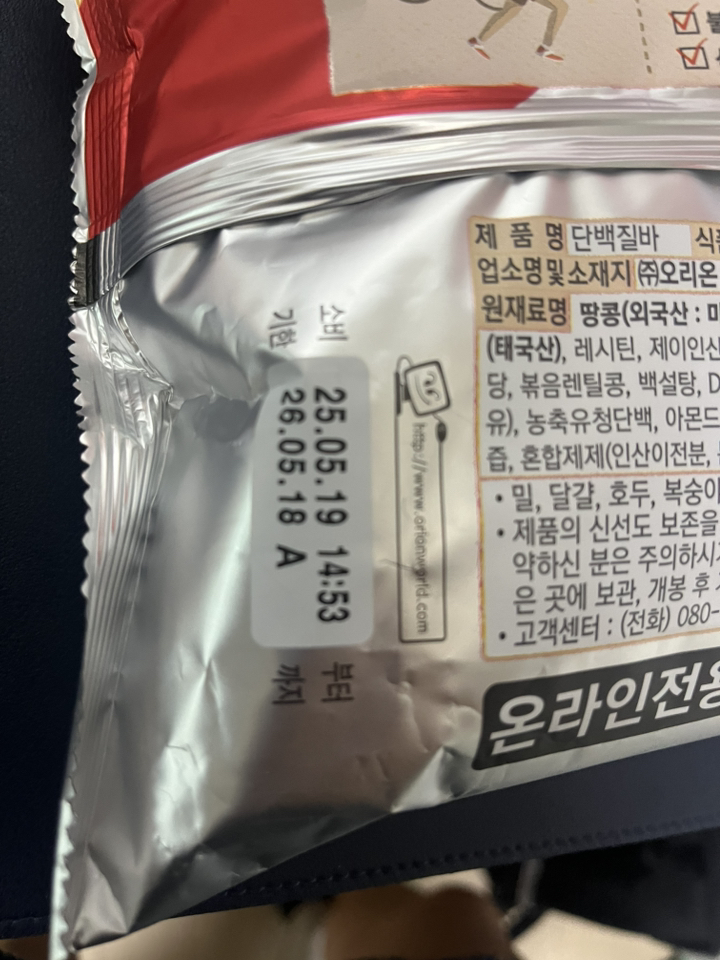 제 품 명 단백질바
업소명 및 소재지 ㈜오리온
원재료명 땅콩(외국산 :
(태국산), 레시틴, 제이인산
당, 볶음렌틸콩, 백설탕, D
유), 농축유청단백, 아몬드
즙, 혼합제제(인산이전분,
• 밀, 달걀, 호두, 복숭아
• 제품의 신선도 보존을
약하신 분은 주의하시
은 곳에 보관, 개봉 후
• 고객센터 : (전화) 080-
온라인전용
http://www.orionworld.com
소비 25.05.19 14:53 부터
기한 26.05.18 A 까지